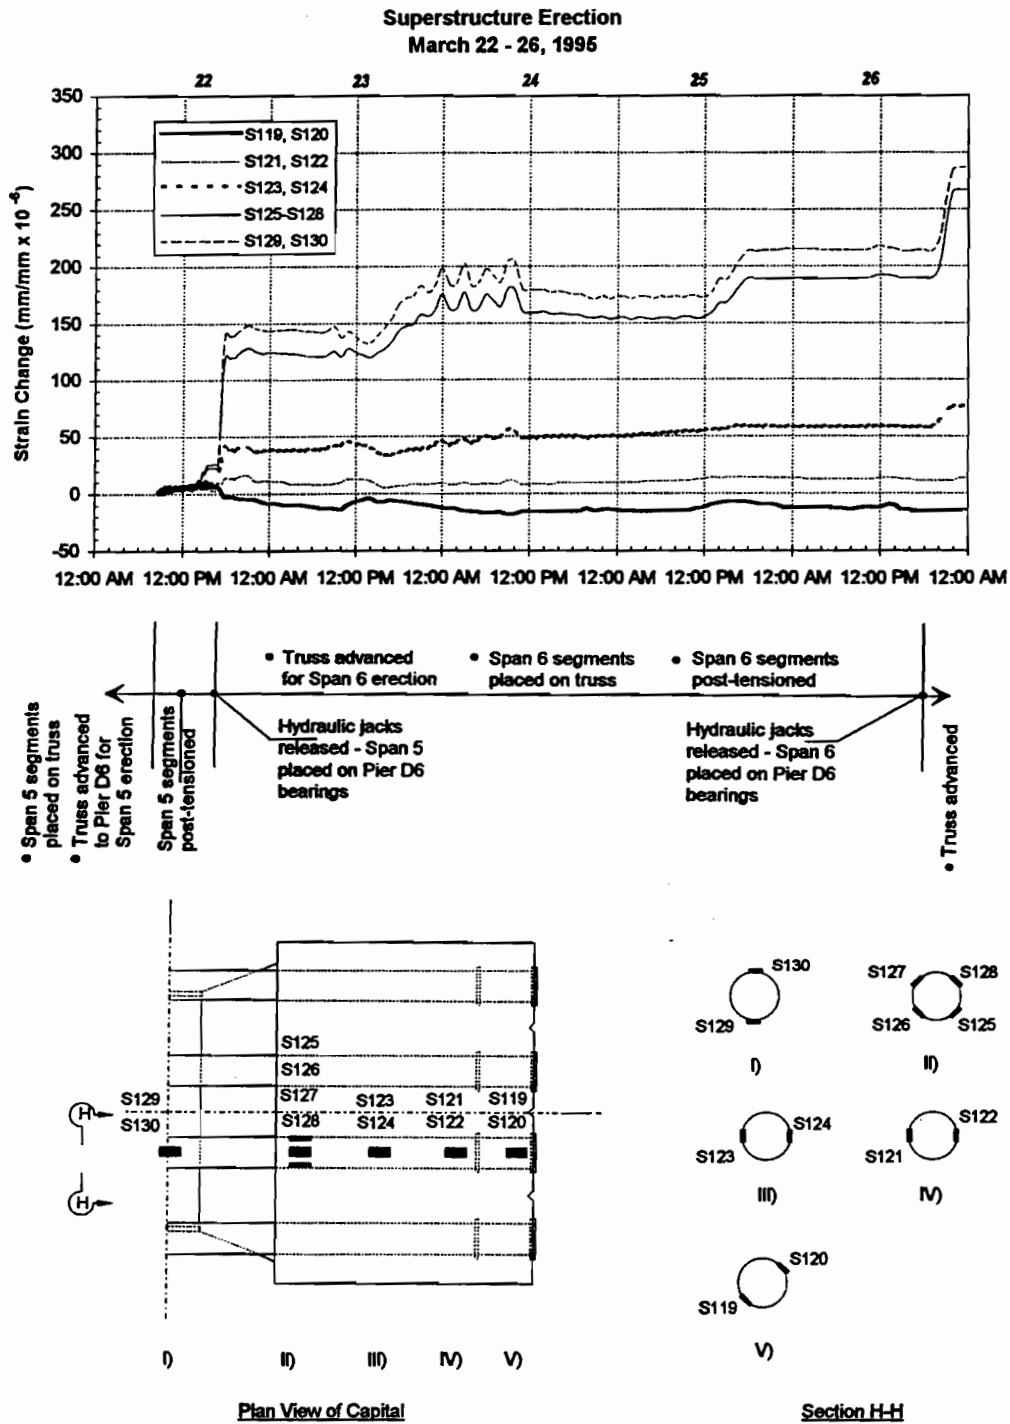 Superstructure Erection
March 22 - 26, 1995
22 23 24 25 26
350
300
250
200
150
100
50
0
-50
Strain Change (mm/mm x 10⁻⁶)
S119, S120
S121, S122
S123, S124
S125-S128
S129, S130
12:00 AM 12:00 PM 12:00 AM 12:00 PM 12:00 AM 12:00 PM 12:00 AM 12:00 PM 12:00 AM 12:00 PM 12:00 AM
• Truss advanced
for Span 6 erection
• Span 6 segments
placed on truss
• Span 6 segments
post-tensioned
Hydraulic jacks
released - Span 5
placed on Pier D6
bearings
Hydraulic jacks
released - Span 6
placed on Pier D6
bearings
• Span 5 segments
placed on truss
• Truss advanced
to Pier D6 for
Span 5 erection
Span 5 segments
post-tensioned
• Truss advanced
S125
S126
S127
S128
S129
S130
S123
S124
S121
S122
S119
S120
H
H
I) II) III) IV) V)
Plan View of Capital
S130
S129
I)
S127 S128
S126 S125
II)
S124
S123
III)
S122
S121
IV)
S120
S119
V)
Section H-H